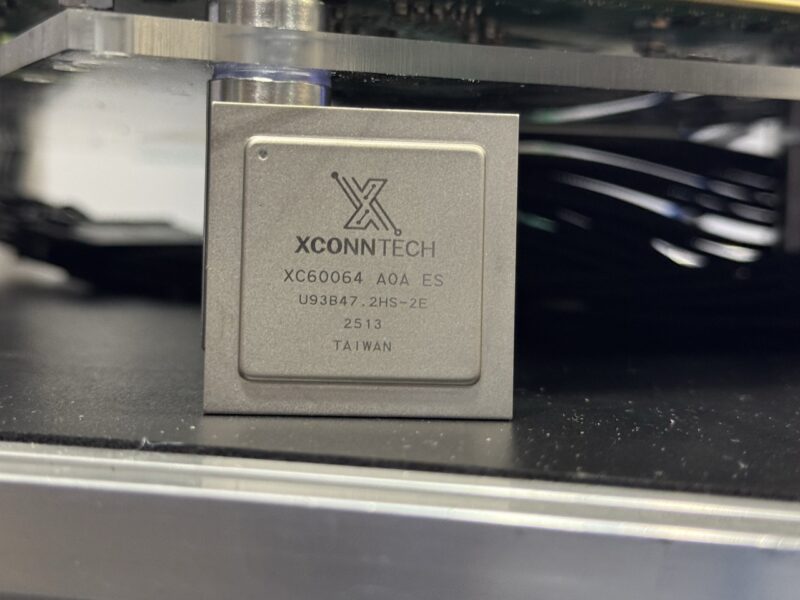 XCONNTECH
XC60064 A0A ES
U93B47.2HS-2E
2513
TAIWAN